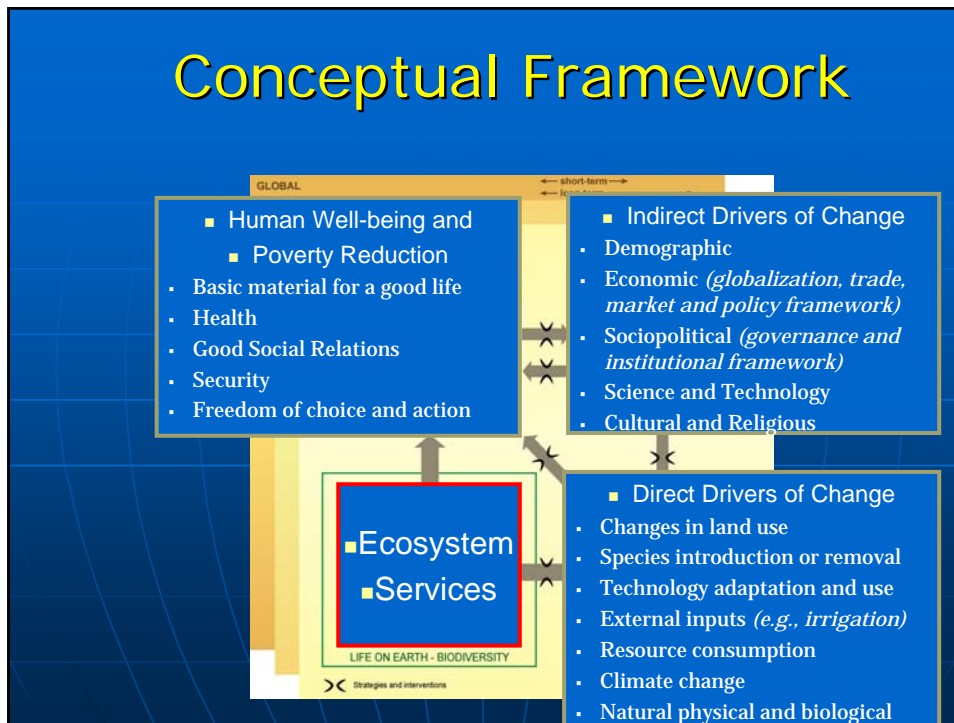 Conceptual Framework
GLOBAL
short-term
▪ Human Well-being and
▪ Poverty Reduction
▪ Basic material for a good life
▪ Health
▪ Good Social Relations
▪ Security
▪ Freedom of choice and action
▪ Indirect Drivers of Change
▪ Demographic
▪ Economic (globalization, trade,
market and policy framework)
▪ Sociopolitical (governance and
institutional framework)
▪ Science and Technology
▪ Cultural and Religious
▪Ecosystem
▪Services
LIFE ON EARTH - BIODIVERSITY
Strategies and interventions
▪ Direct Drivers of Change
▪ Changes in land use
▪ Species introduction or removal
▪ Technology adaptation and use
▪ External inputs (e.g., irrigation)
▪ Resource consumption
▪ Climate change
▪ Natural physical and biological